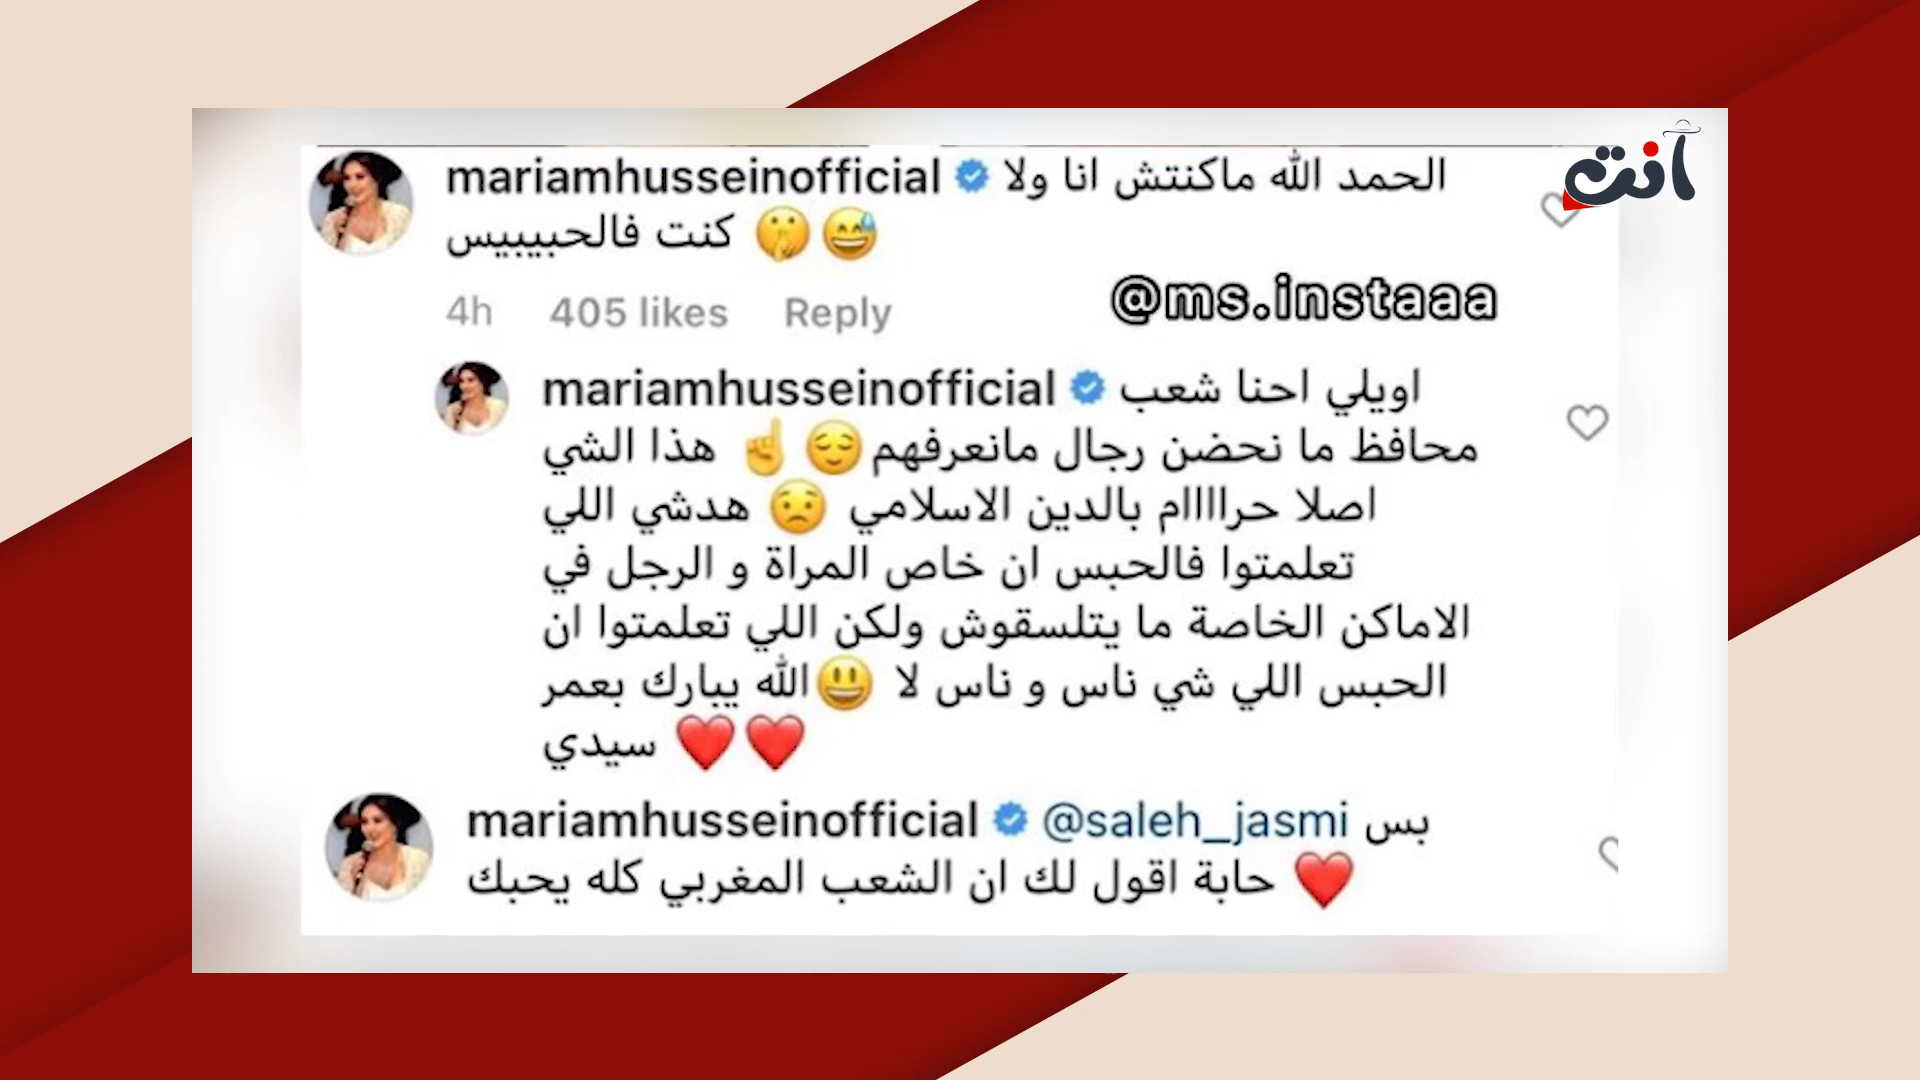 آنت
mariamhusseinofficial الحمد الله ماكنتش انا ولا
كنت فالحبيبيس 🤫😅
4h 405 likes Reply
@ms.instaaa
mariamhusseinofficial اويلي احنا شعب
محافظ ما نحضن رجال مانعرفهم😌☝️ هذا الشي
اصلا حراااام بالدين الاسلامي 😟 هدشي اللي
تعلمتوا فالحبس ان خاص المراة و الرجل في
الاماكن الخاصة ما يتلسقوش ولكن اللي تعلمتوا ان
الحبس اللي شي ناس و ناس لا 😃الله يبارك بعمر
سيدي ❤️❤️
mariamhusseinofficial @saleh_jasmi بس
حابة اقول لك ان الشعب المغربي كله يحبك ❤️